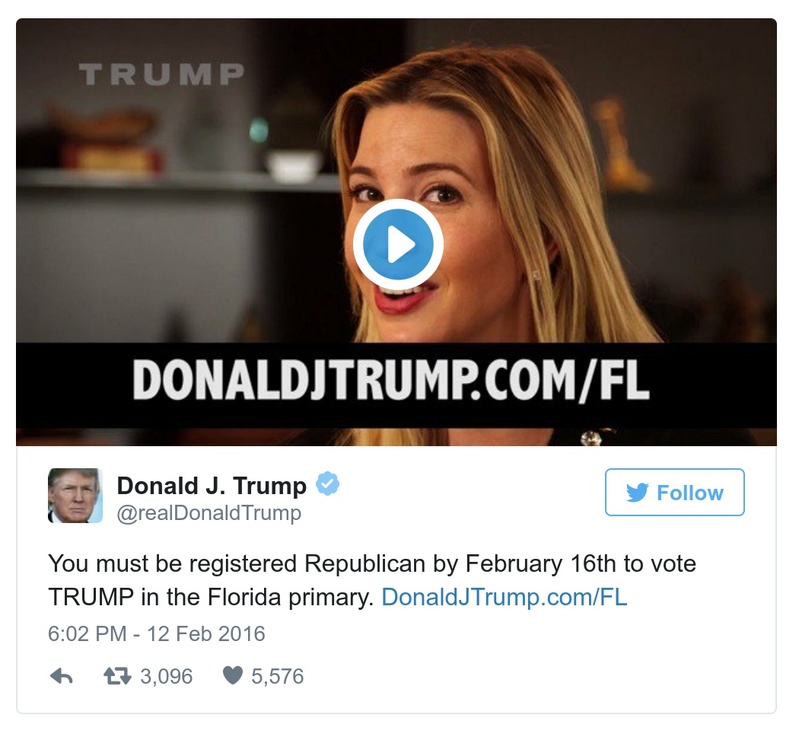 TRUMP
DONALDJTRUMP.COM/FL
Donald J. Trump
@realDonaldTrump
Follow
You must be registered Republican by February 16th to vote
TRUMP in the Florida primary. DonaldJTrump.com/FL
6:02 PM - 12 Feb 2016
3,096 5,576